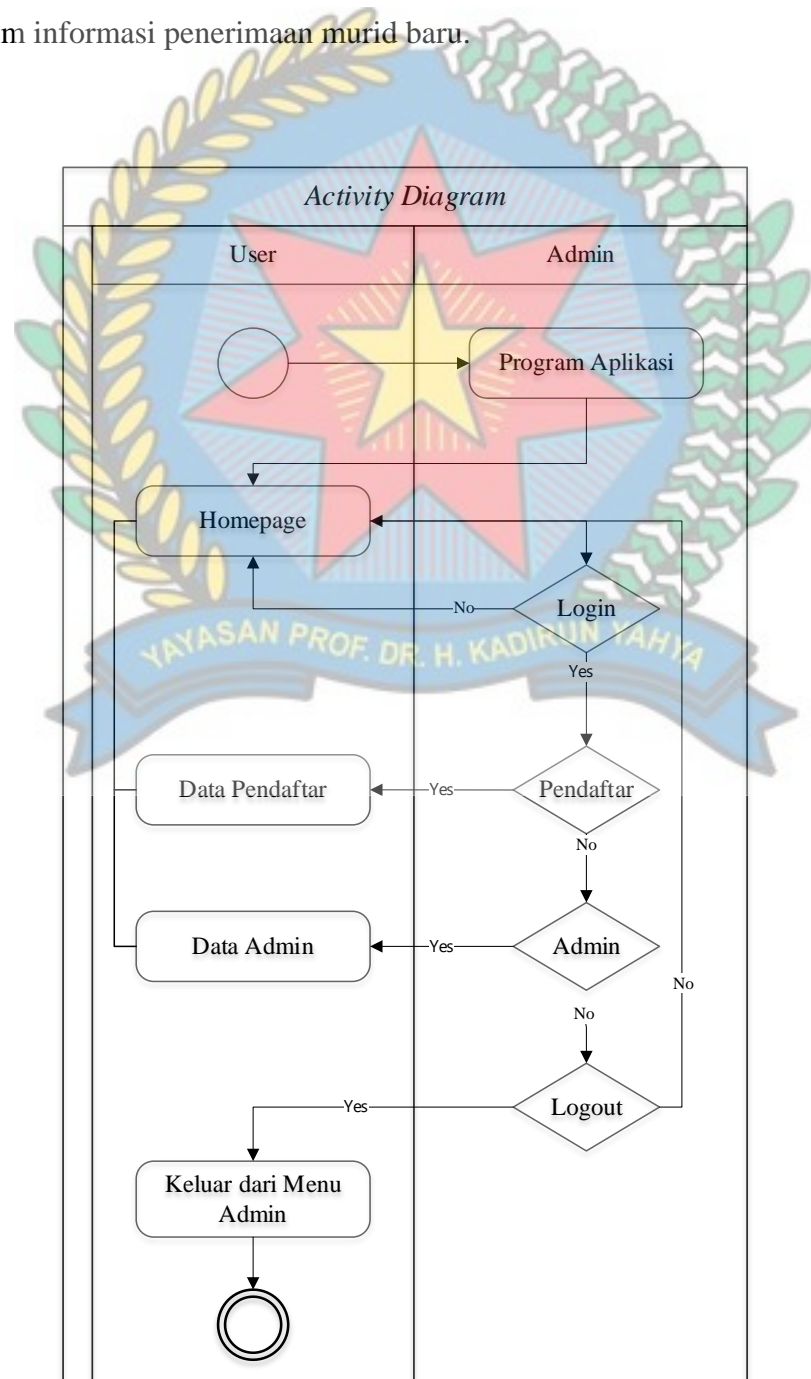 m informasi penerimaan murid baru.
Activity Diagram
User
Admin
Program Aplikasi
Homepage
No
Login
YAYASAN PROF. DR. H. KADIRUN YAHYA
Yes
Data Pendaftar
Yes
Pendaftar
No
Data Admin
Yes
Admin
No
No
Yes
Logout
Keluar dari Menu
Admin